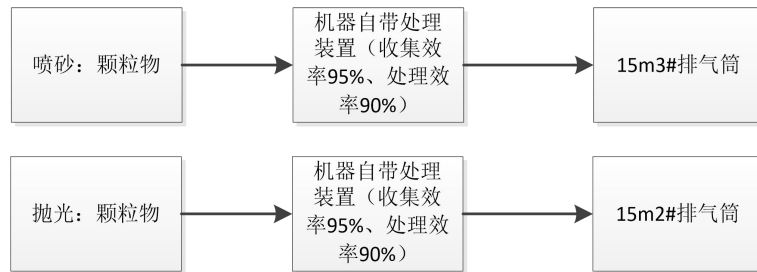 喷砂：颗粒物
机器自带处理
装置（收集效
率95%、处理效
率90%）
15m3#排气筒
抛光：颗粒物
机器自带处理
装置（收集效
率95%、处理效
率90%）
15m2#排气筒